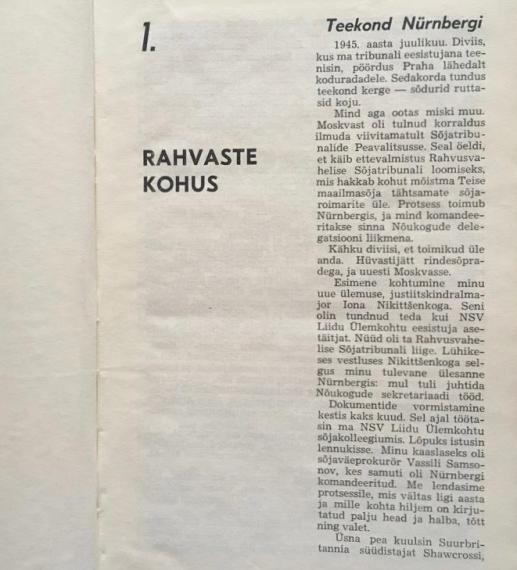 1.
RAHVASTE
KOHUS
Teekond Nürnbergi
1945. aasta juulikuu. Diviis,
kus ma tribunali eesistujana tee-
nisin, pöördus Praha lähedalt
koduradadele. Sedakorda tundus
teekond kerge — sõdurid rutta-
sid koju.
Mind aga ootas miski muu.
Moskvast oli tulnud korraldus
ilmuda viivitamatult Sõjatribu-
nalide Peavalitsusse. Seal öeldi,
et käib ettevalmistus Rahvusva-
helise Sõjatribunali loomiseks,
mis hakkab kohut mõistma Teise
maailmasõja tähtsamate sõja-
roimarite üle. Protsess toimub
Nürnbergis, ja mind komandee-
ritakse sinna Nõukogude dele-
gatsiooni liikmena.
Kähku diviisi, et toimikud üle
anda. Hüvastijätt rindesõpra-
dega, ja uuesti Moskvasse.
Esimene kohtumine minu
uue ülemuse, justiitskindralma-
jor Iona Nikittšenkoga. Seni
olin tundnud teda kui NSV
Liidu Ülemkohtu eesistuja ase-
täitjat. Nüüd oli ta Rahvusvahe-
lise Sõjatribunali liige. Lühike-
ses vestluses Nikittšenkoga sel-
gus minu tulevane ülesanne
Nürnbergis: mul tuli juhtida
Nõukogude sekretariaadi tööd.
Dokumentide vormistamine
kestis kaks kuud. Sel ajal tööta-
sin ma NSV Liidu Ülemkohtu
sõjakolleegiumis. Lõpuks istusin
lennukisse. Minu kaaslaseks oli
sõjaväeprokurör Vassili Samso-
nov, kes samuti oli Nürnbergi
komandeeritud. Me lendasime
protsessile, mis vältas ligi aasta
ja mille kohta hiljem on kirju-
tatud palju head ja halba, tõtt
ning valet.
Üsna pea kuulsin Suurbri-
tannia süüdistajat Shawcrossi,